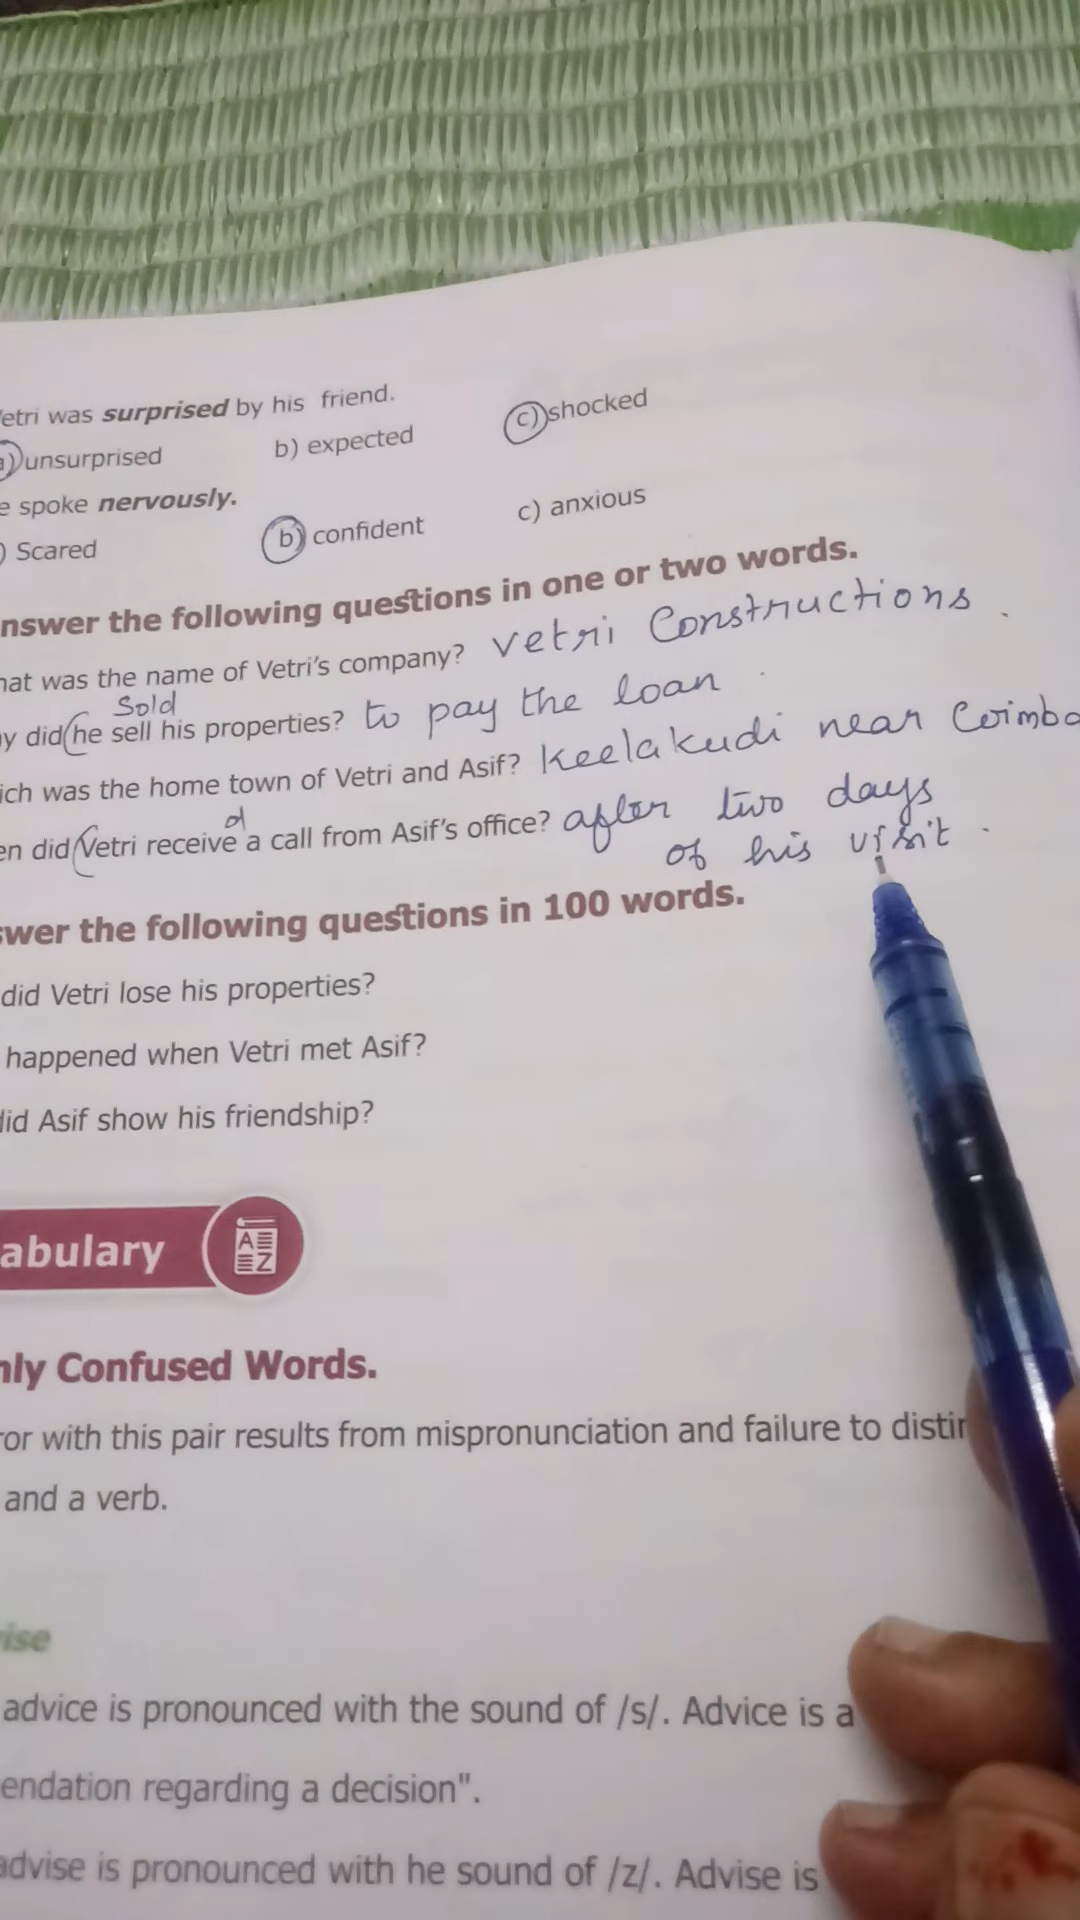 etri was surprised by his friend.
a) unsurprised b) expected c) shocked
e spoke nervously.
) Scared b) confident c) anxious
nswer the following questions in one or two words.
hat was the name of Vetri's company? Vetri Constructions.
Sold
y did (he sell his properties? to pay the loan.
ich was the home town of Vetri and Asif? Keelakudi near Coimba
d
en did (Vetri receive a call from Asif's office? after two days
of his visit.
swer the following questions in 100 words.
did Vetri lose his properties?
happened when Vetri met Asif?
did Asif show his friendship?
abulary
A
Z
nly Confused Words.
ror with this pair results from mispronunciation and failure to distin
and a verb.
ise
advice is pronounced with the sound of /s/. Advice is a
endation regarding a decision".
advise is pronounced with he sound of /z/. Advise is